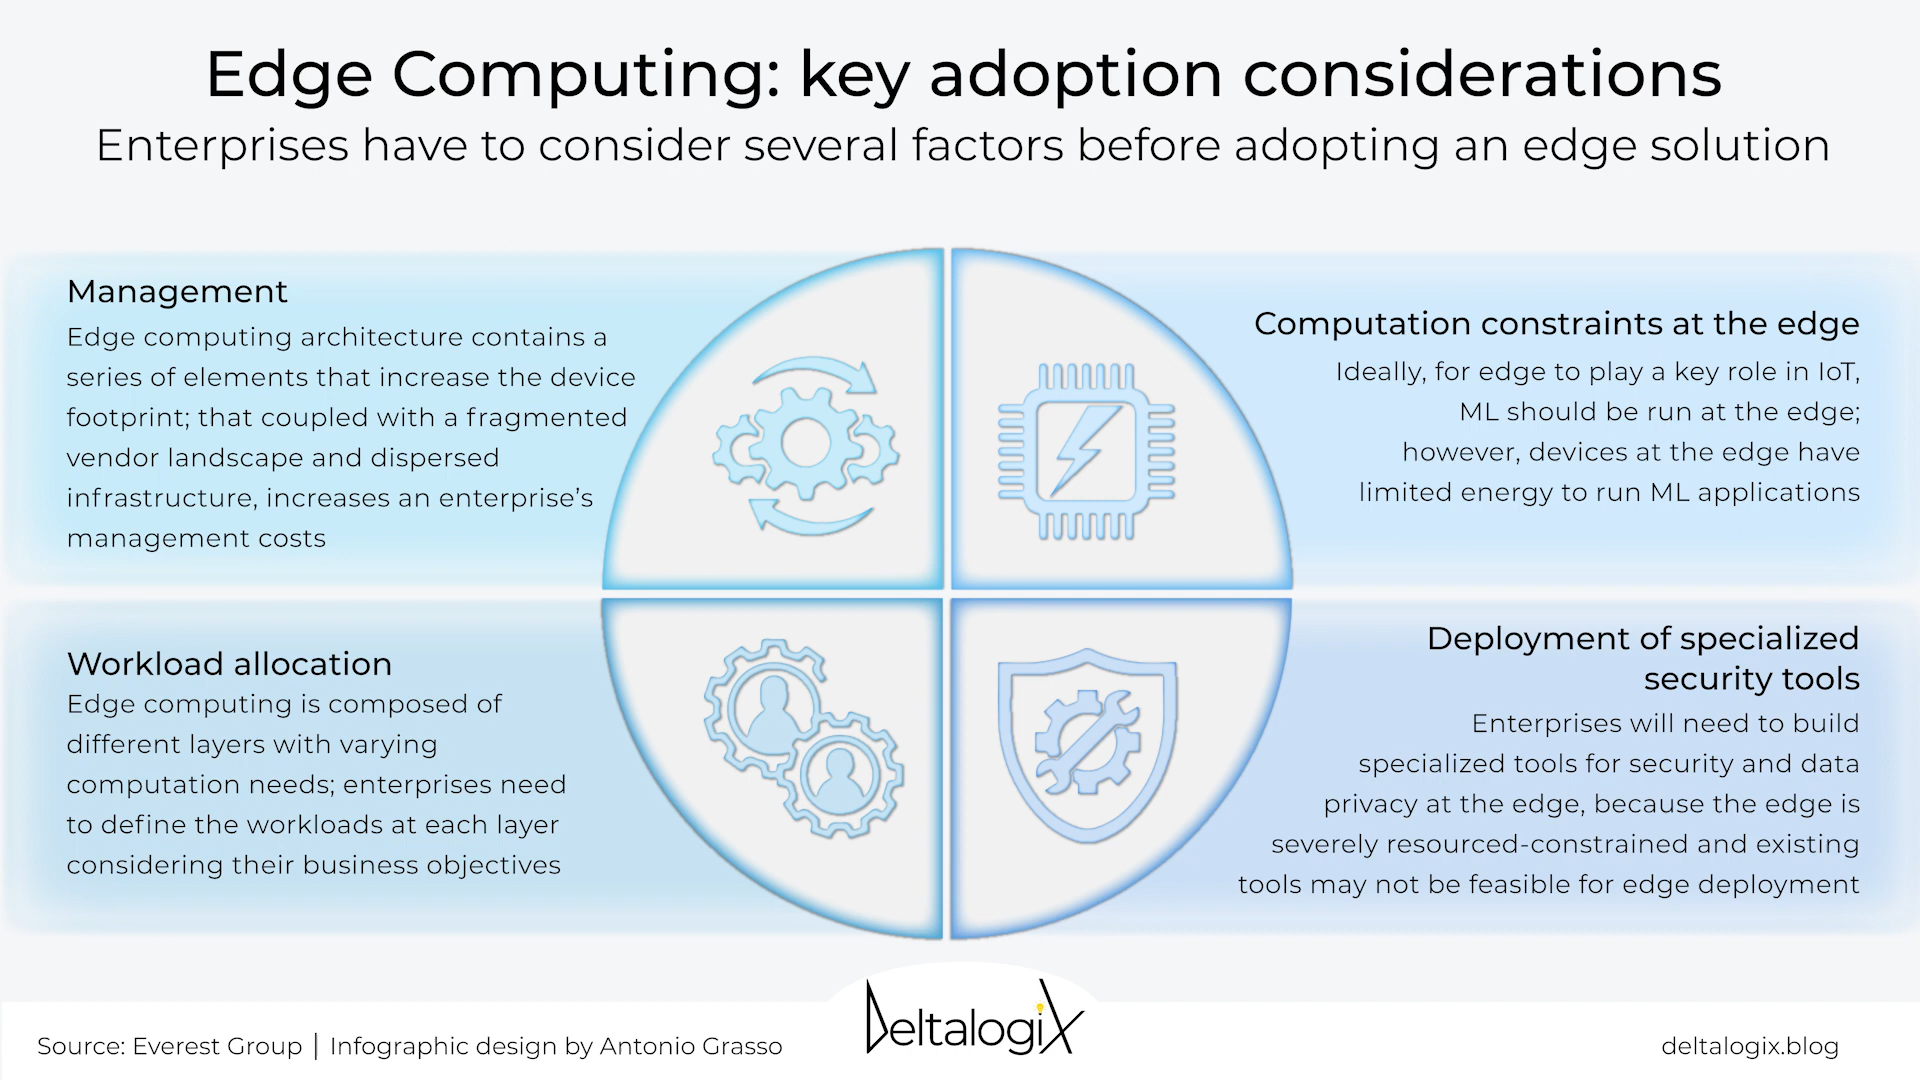 Edge Computing: key adoption considerations
Enterprises have to consider several factors before adopting an edge solution
Management
Edge computing architecture contains a
series of elements that increase the device
footprint; that coupled with a fragmented
vendor landscape and dispersed
infrastructure, increases an enterprise’s
management costs
Computation constraints at the edge
Ideally, for edge to play a key role in IoT,
ML should be run at the edge;
however, devices at the edge have
limited energy to run ML applications
Workload allocation
Edge computing is composed of
different layers with varying
computation needs; enterprises need
to define the workloads at each layer
considering their business objectives
Deployment of specialized
security tools
Enterprises will need to build
specialized tools for security and data
privacy at the edge, because the edge is
severely resourced-constrained and existing
tools may not be feasible for edge deployment
Source: Everest Group | Infographic design by Antonio Grasso
DeltalogiX
deltalogix.blog